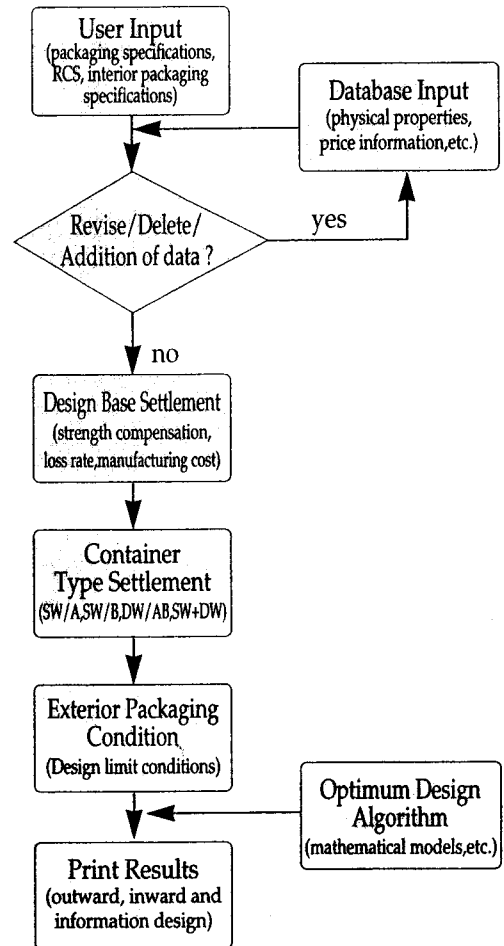 User Input
(packaging specifications,
RCS, interior packaging
specifications)
Database Input
(physical properties,
price information,etc.)
Revise/Delete/
Addition of data ?
yes
no
Design Base Settlement
(strength compensation,
loss rate,manufacturing cost)
Container
Type Settlement
(SW/A,SW/B,DW/AB,SW+DW)
Exterior Packaging
Condition
(Design limit conditions)
Optimum Design
Algorithm
(mathematical models,etc.)
Print Results
(outward, inward and
information design)